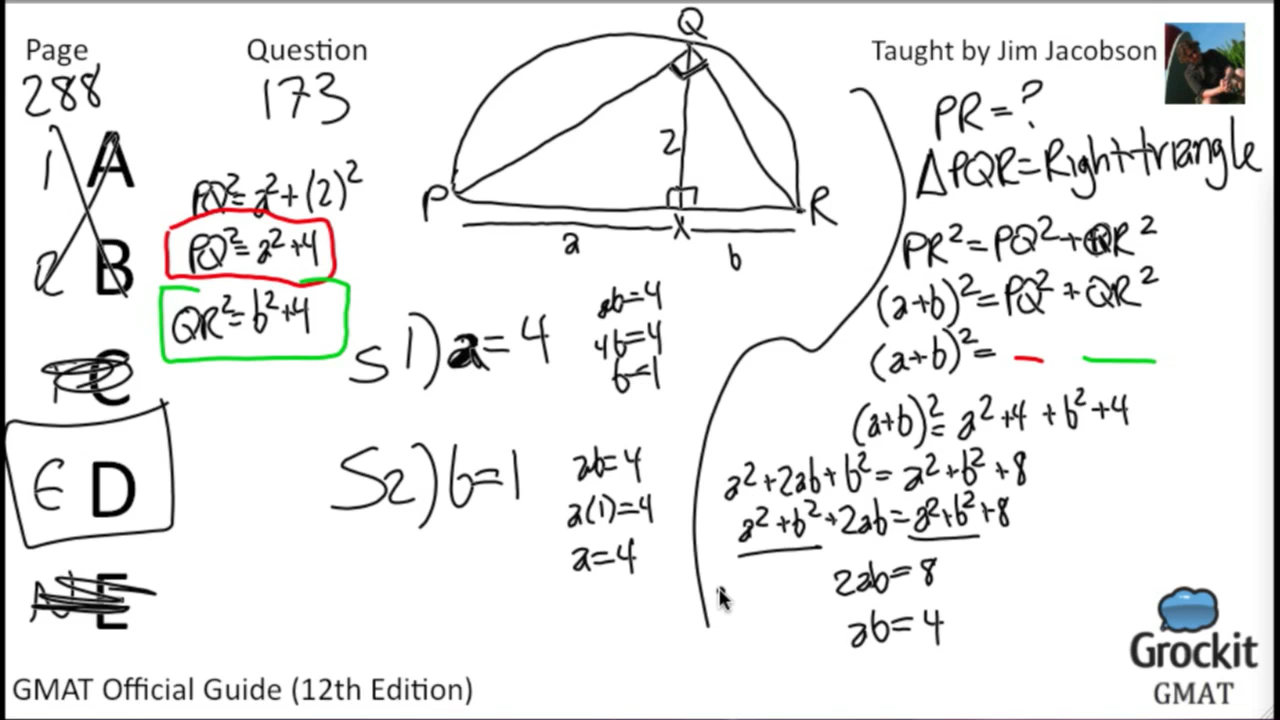 Page
288
Question
173
Taught by Jim Jacobson
1 A
2 B
C
E D
E
PQ²=a²+(2)²
PQ²=a²+4
QR²=b²+4
Q
2
P
R
X
a
b
S1) a=4
ab=4
4b=4
b=1
S2) b=1
ab=4
a(1)=4
a=4
PR=?
△PQR=Right triangle
PR²=PQ²+QR²
(a+b)²=PQ²+QR²
(a+b)²=
(a+b)²=a²+4+b²+4
a²+2ab+b²=a²+b²+8
a²+b²+2ab=a²+b²+8
2ab=8
ab=4
Grockit
GMAT
GMAT Official Guide (12th Edition)